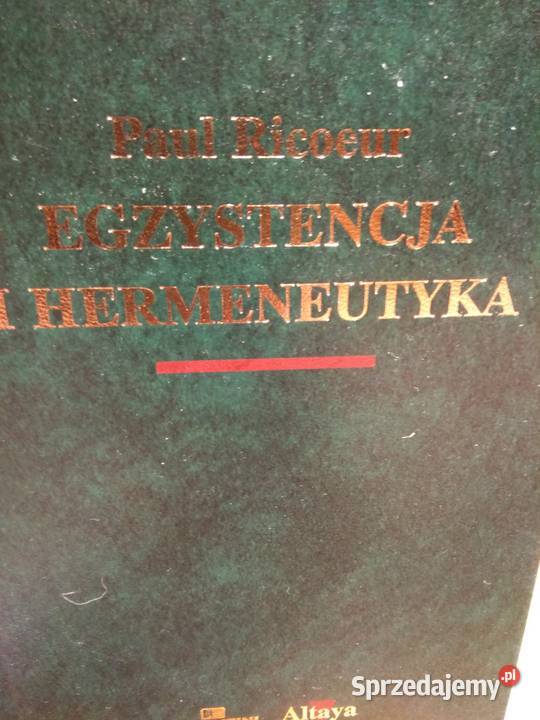 Paul Ricoeur
EGZYSTENCJA
I HERMENEUTYKA
Altaya
Sprzedajemy.pl